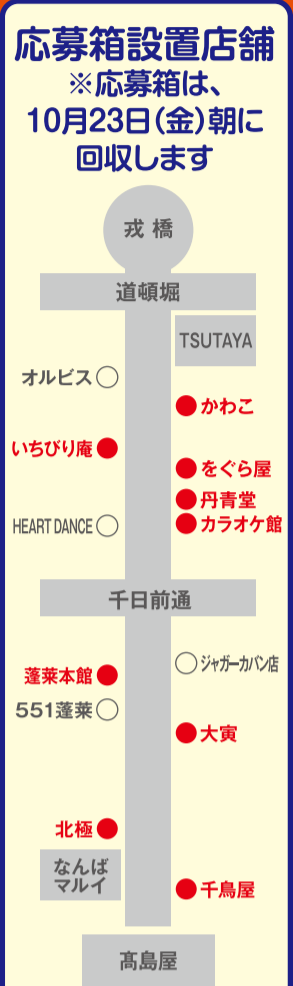 応募箱設置店舗
※応募箱は、
10月23日(金)朝に
回収します
戎橋
道頓堀
TSUTAYA
オルビス
かわこ
いちびり庵
をぐら屋
丹青堂
カラオケ館
HEART DANCE
千日前通
ジャガーカバン店
蓬莱本館
551蓬莱
大寅
北極
なんば
マルイ
千鳥屋
髙島屋